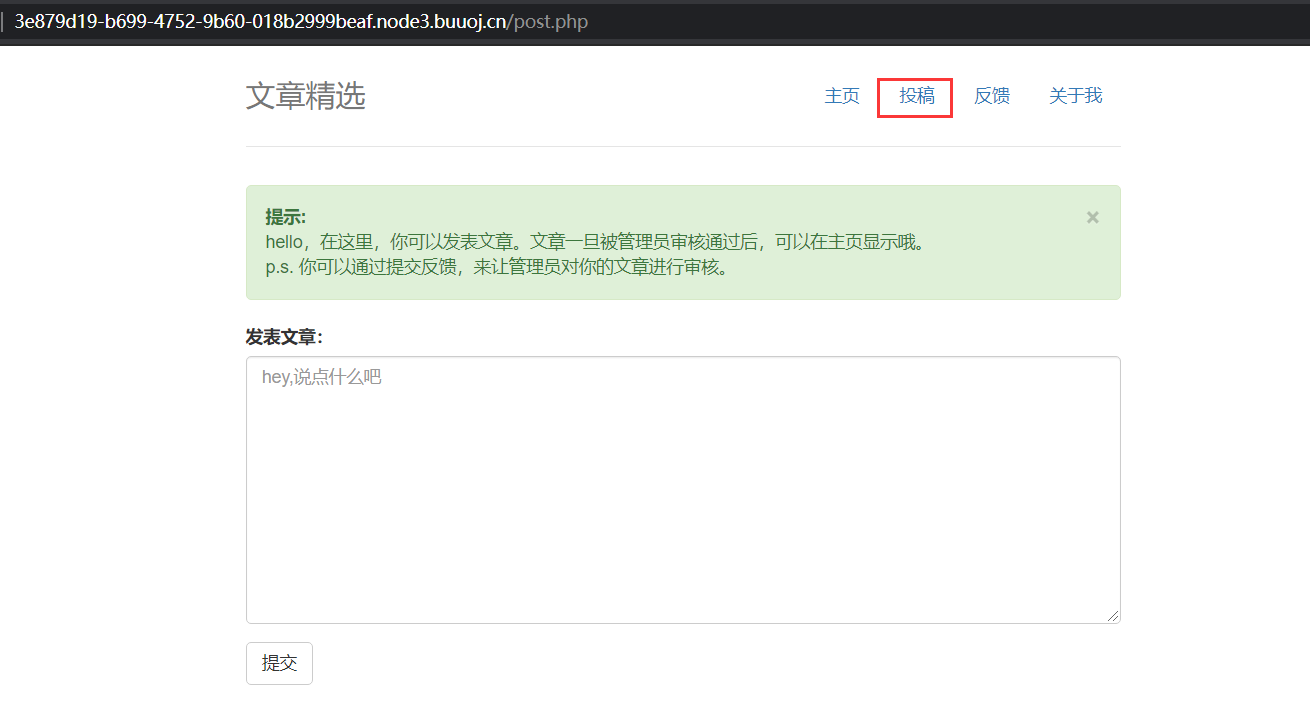 3e879d19-b699-4752-9b60-018b2999beaf.node3.buuoj.cn/post.php
文章精选 主页 投稿 反馈 关于我
提示: ×
hello，在这里，你可以发表文章。文章一旦被管理员审核通过后，可以在主页显示哦。
p.s. 你可以通过提交反馈，来让管理员对你的文章进行审核。
发表文章：
hey,说点什么吧
提交